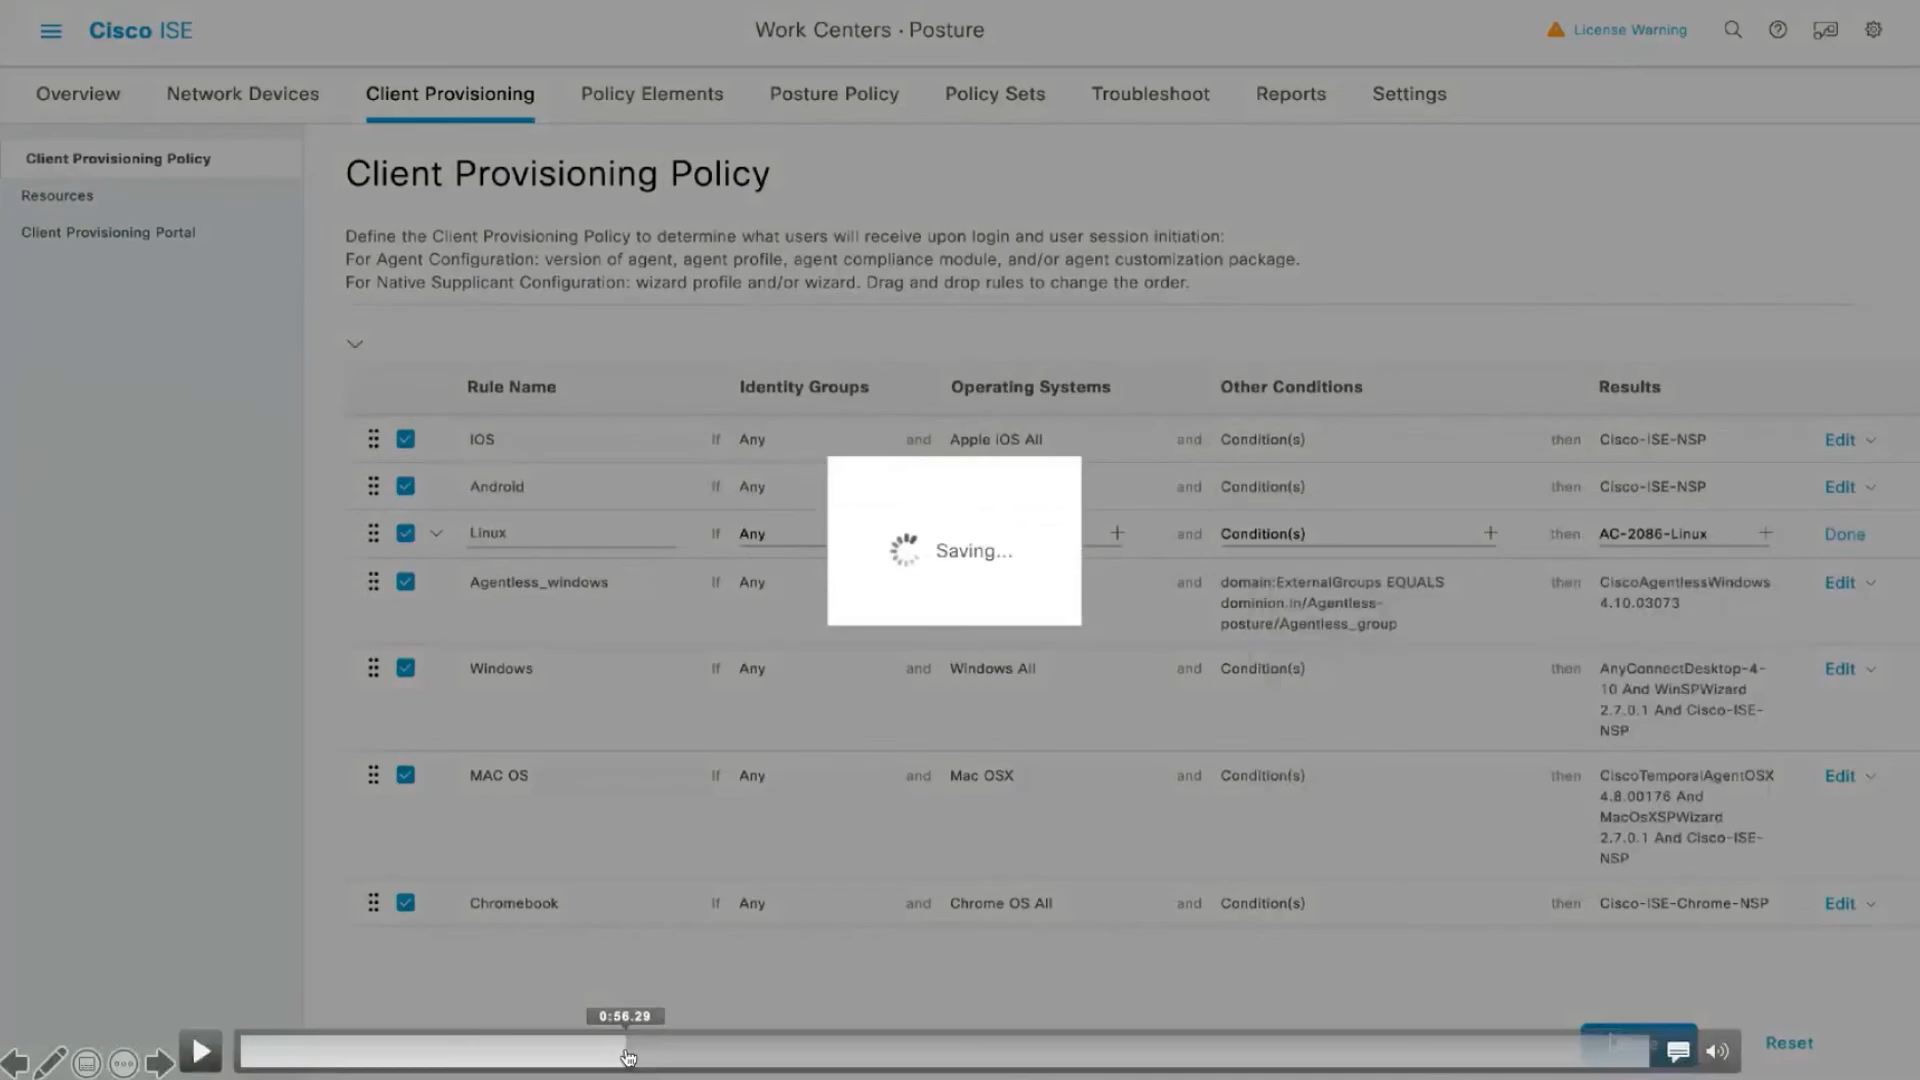 Cisco ISE
Work Centers · Posture
License Warning
Overview
Network Devices
Client Provisioning
Policy Elements
Posture Policy
Policy Sets
Troubleshoot
Reports
Settings
Client Provisioning Policy
Resources
Client Provisioning Portal
Client Provisioning Policy
Define the Client Provisioning Policy to determine what users will receive upon login and user session initiation:
For Agent Configuration: version of agent, agent profile, agent compliance module, and/or agent customization package.
For Native Supplicant Configuration: wizard profile and/or wizard. Drag and drop rules to change the order.
Rule Name Identity Groups Operating Systems Other Conditions Results
IOS If Any and Apple iOS All and Condition(s) then Cisco-ISE-NSP Edit
Android If Any and Condition(s) then Cisco-ISE-NSP Edit
Linux If Any and Condition(s) then AC-2086-Linux Done
Saving...
Agentless_windows If Any and domain:ExternalGroups EQUALS then CiscoAgentlessWindows Edit
dominion.in/Agentless- 4.10.03073
posture/Agentless_group
Windows If Any and Windows All and Condition(s) then AnyConnectDesktop-4- Edit
10 And WinSPWizard
2.7.0.1 And Cisco-ISE-
NSP
MAC OS If Any and Mac OSX and Condition(s) then CiscoTemporalAgentOSX Edit
4.8.00176 And
MacOsXSPWizard
2.7.0.1 And Cisco-ISE-
NSP
Chromebook If Any and Chrome OS All and Condition(s) then Cisco-ISE-Chrome-NSP Edit
0:56.29
Reset